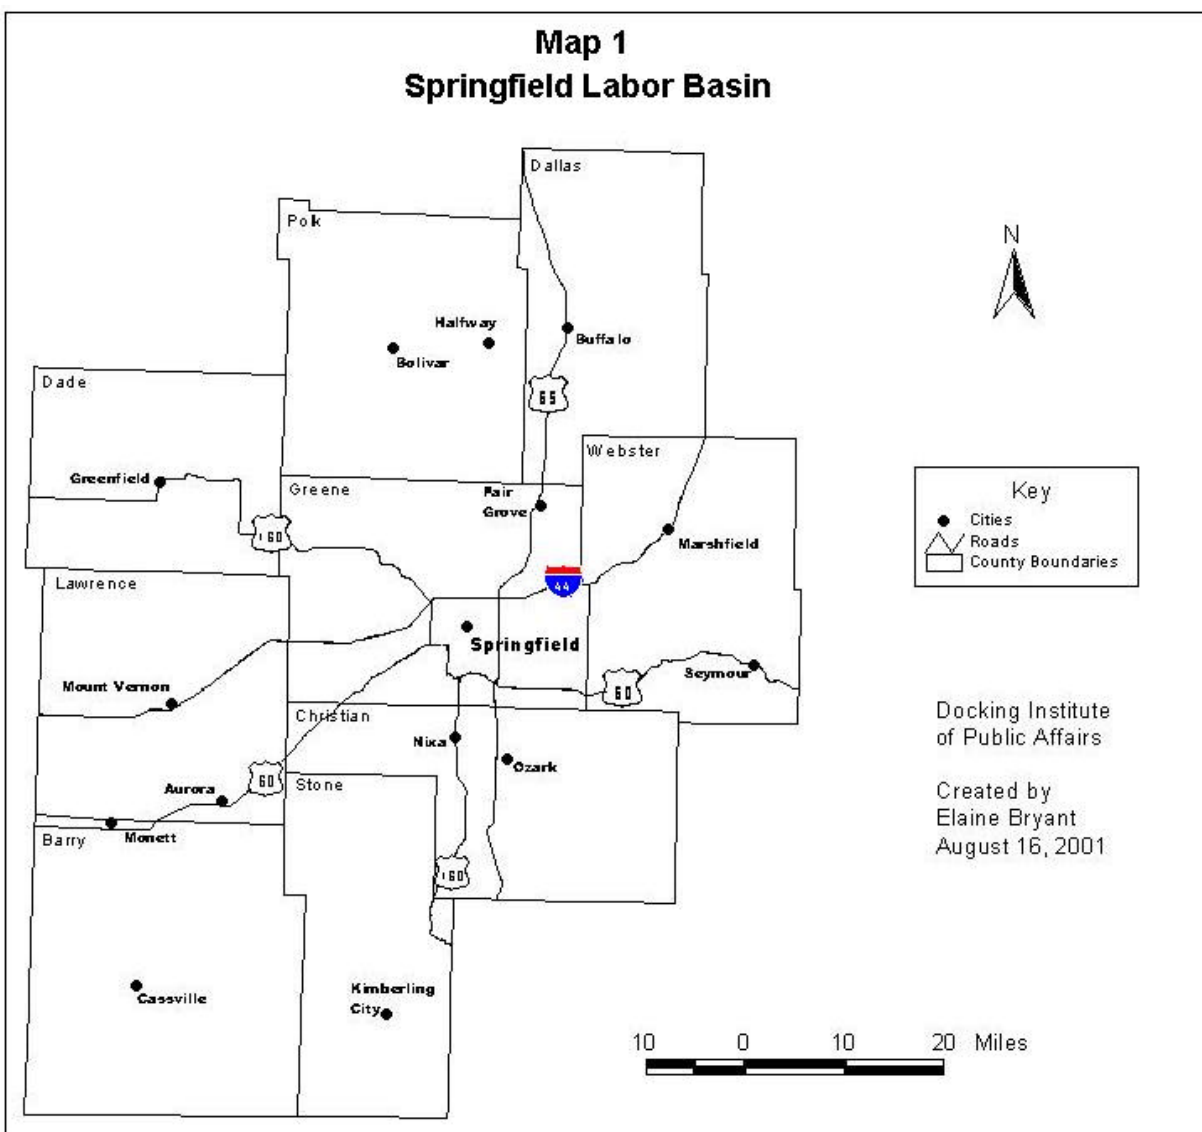 Map 1
Springfield Labor Basin
Dallas
Polk
N
Halfway
Buffalo
Bolivar
Dade
65
Webster
Greenfield
Greene
Fair
Grove
Key
Cities
Roads
County Boundaries
160
Marshfield
44
Lawrence
Springfield
Seymour
Mount Vernon
60
Christian
Nixa
Ozark
Docking Institute
of Public Affairs
60
Stone
Aurora
Created by
Elaine Bryant
August 16, 2001
Monett
Barry
160
Cassville
Kimberling
City
10 0 10 20 Miles